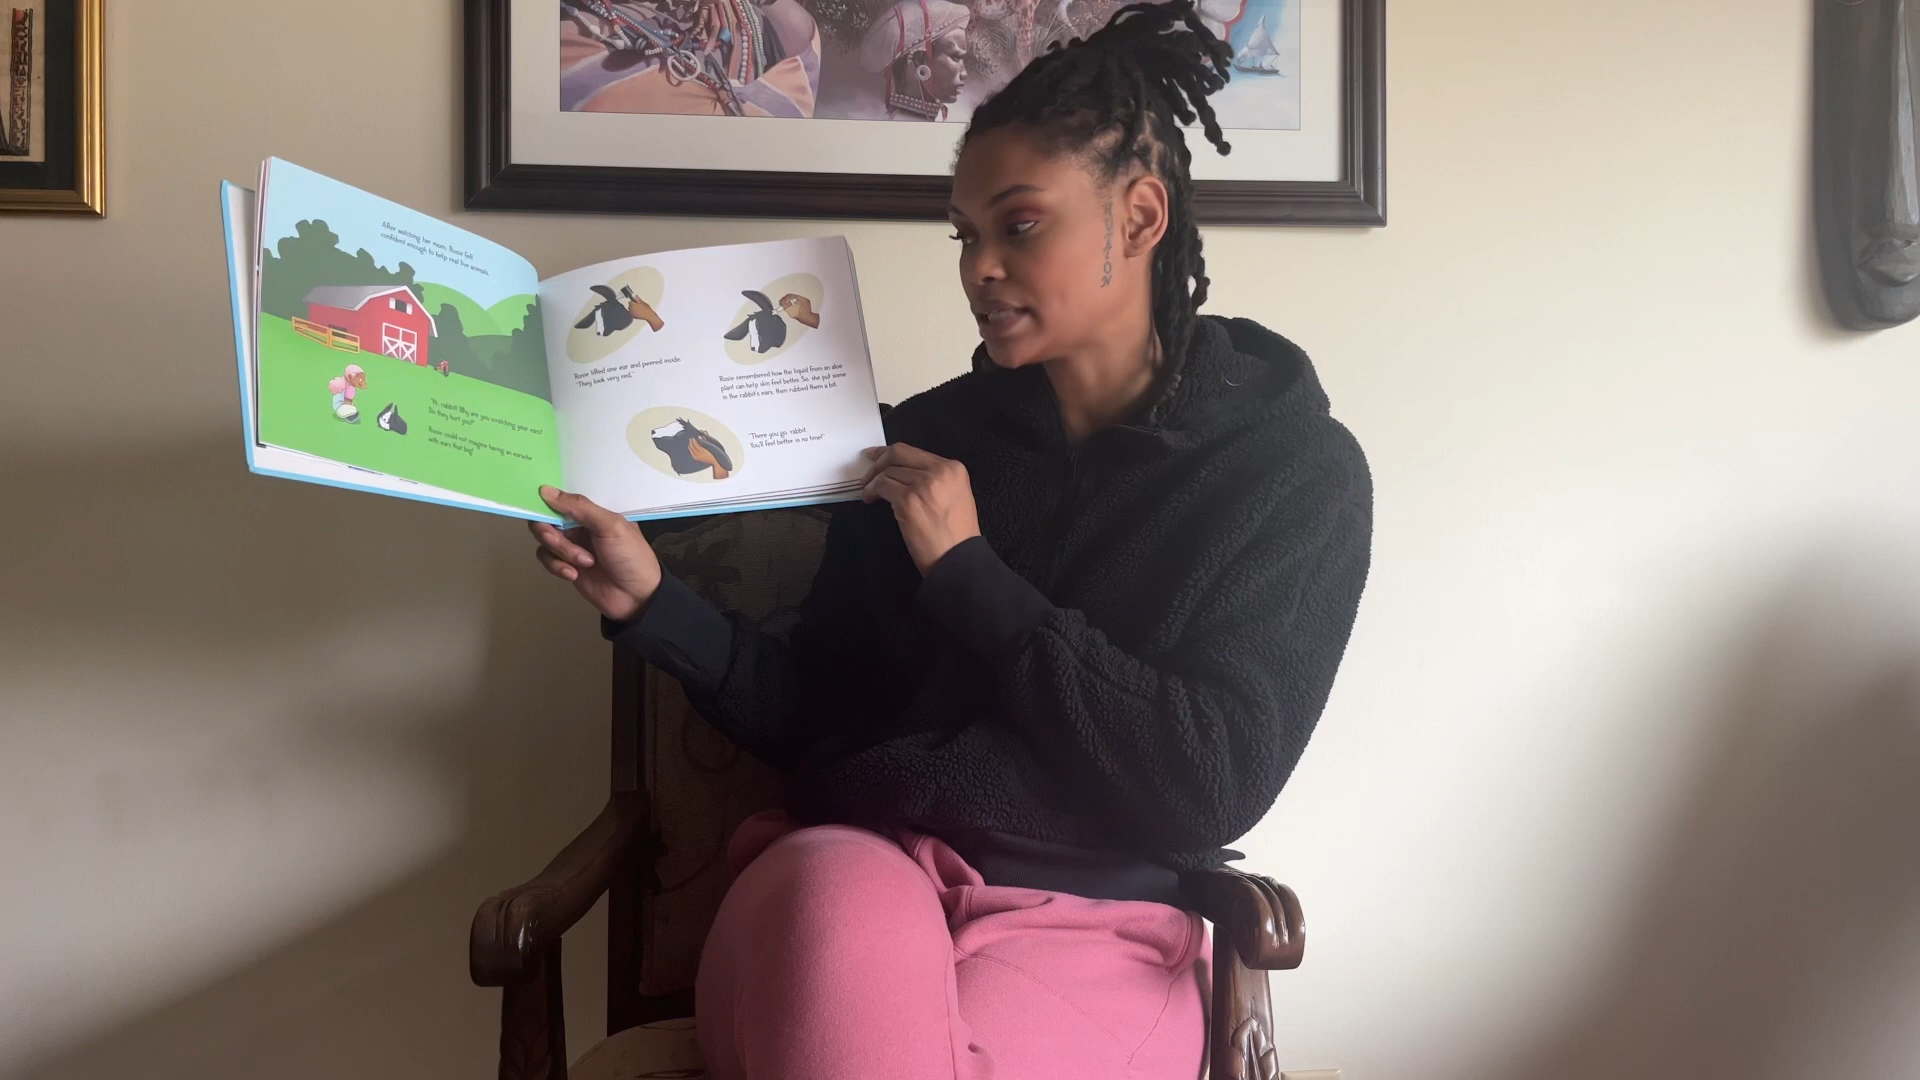 After watching her mom, Rosie felt
confident enough to help real live animals.
"Hi, rabbit! Why are you scratching your ears?
Do they hurt you?"
Rosie could not imagine having an earache
with ears that big!
Rosie lifted one ear and peered inside.
"They look very red."
Rosie remembered how the liquid from an aloe
plant can help skin feel better. So, she put some
in the rabbit's ears, then rubbed them a bit.
"There you go, rabbit.
You'll feel better in no time!"